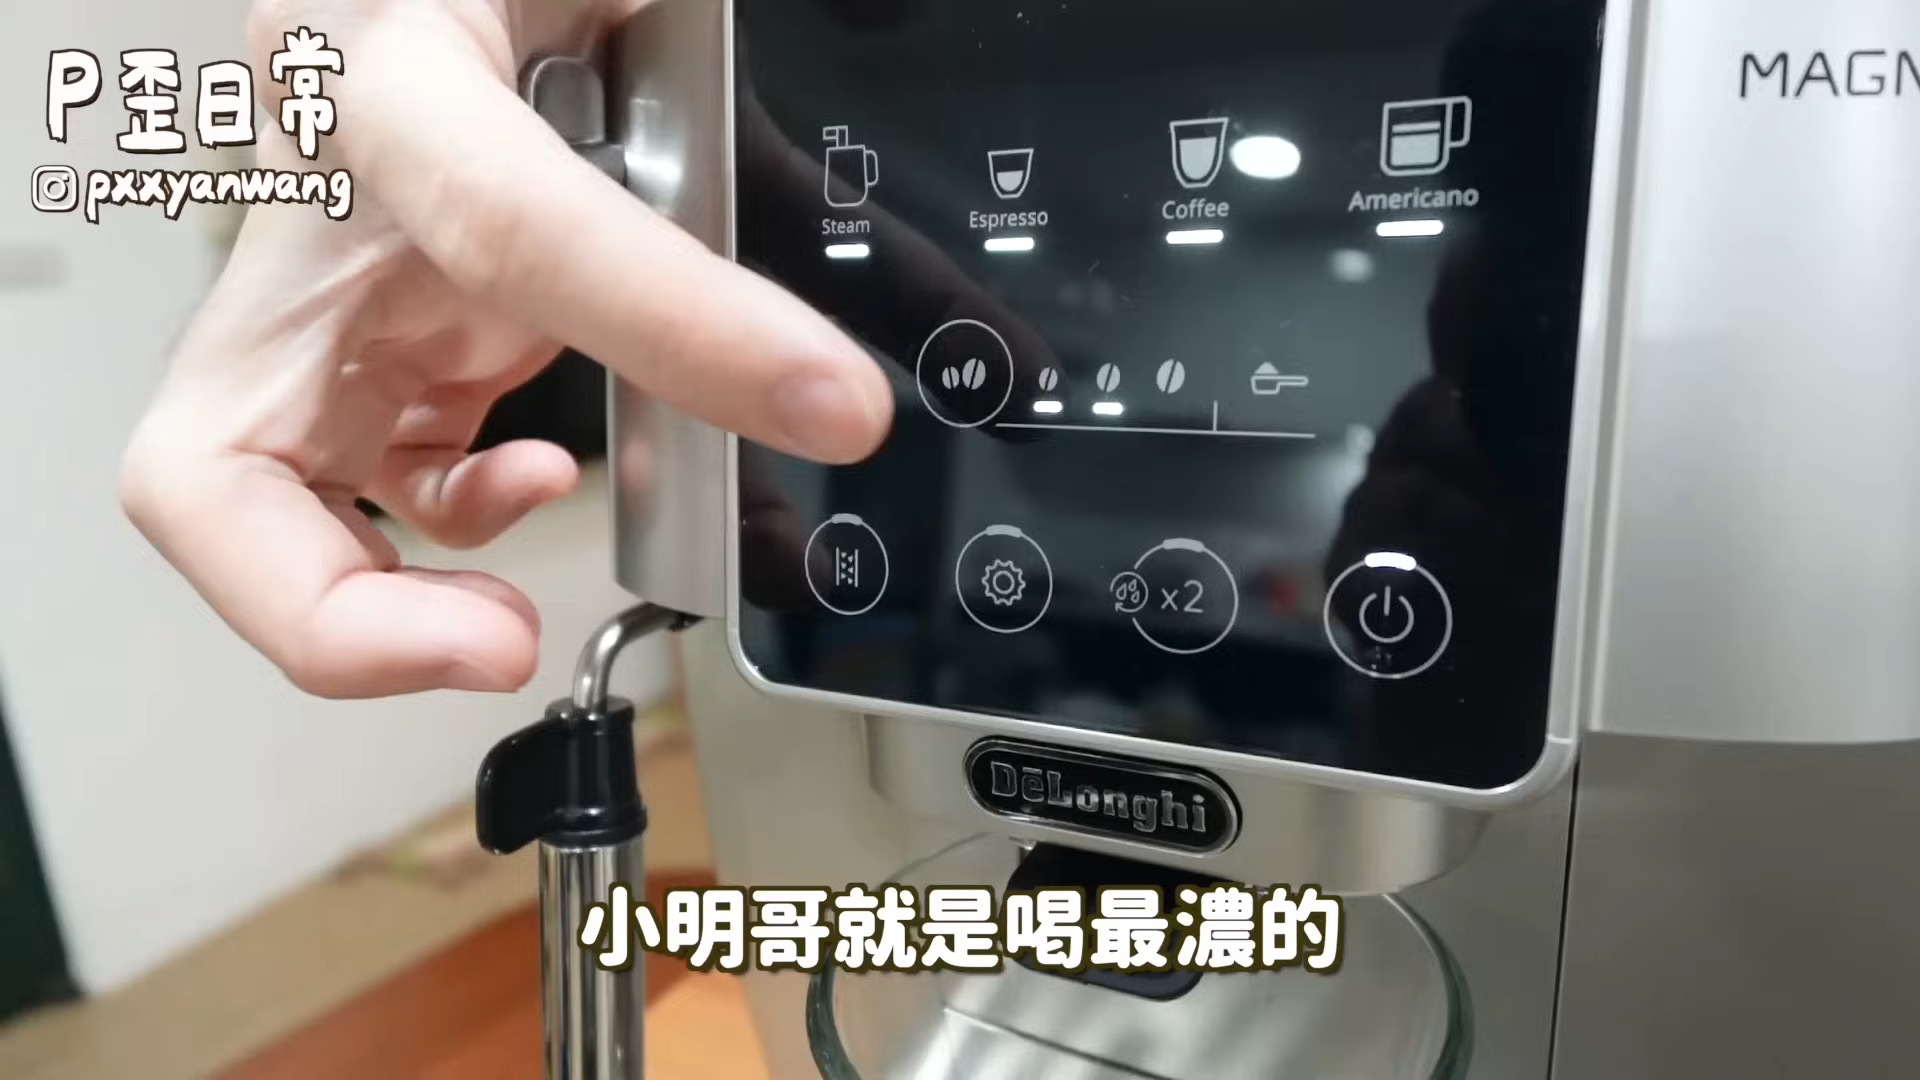 P歪日常
pxxyanwang
MAGN
Steam
Espresso
Coffee
Americano
x2
DēLonghi
小明哥就是喝最濃的